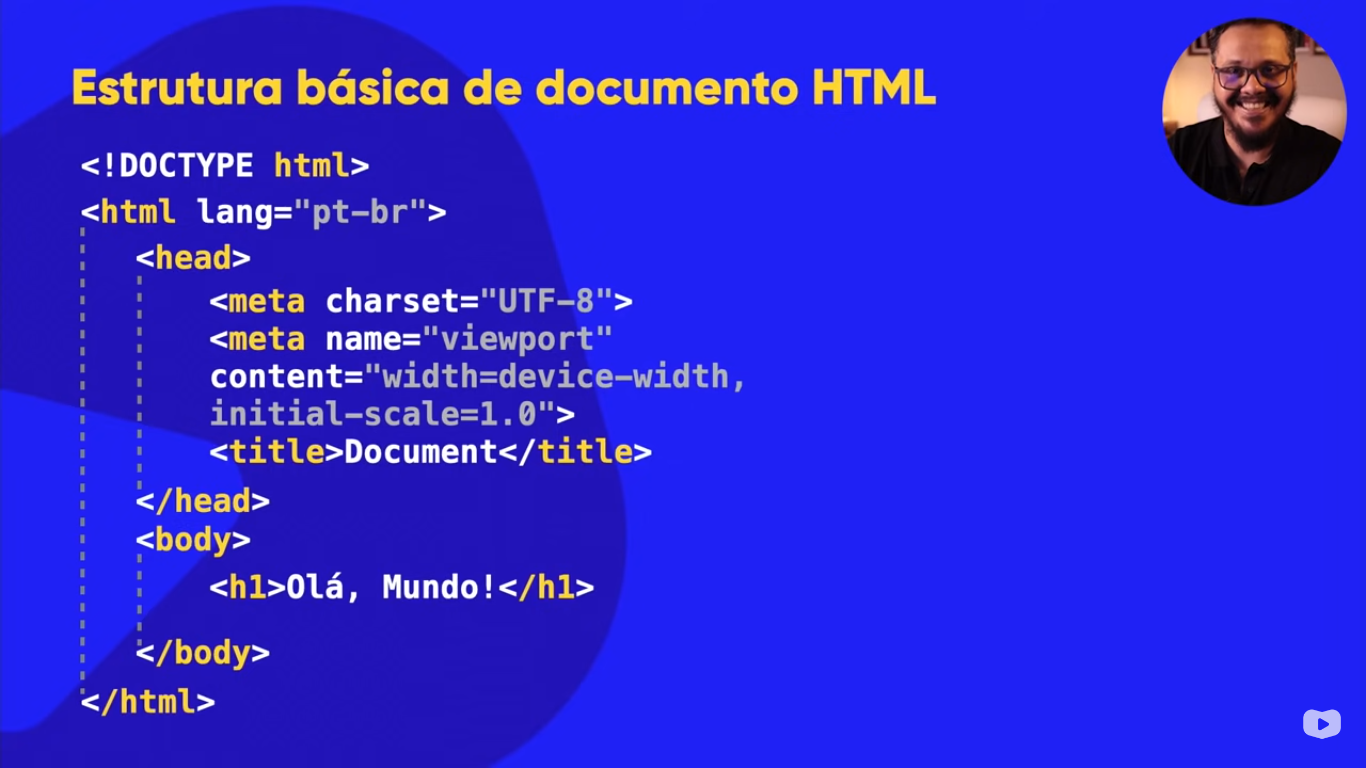 Estrutura básica de documento HTML
<!DOCTYPE html>
<html lang="pt-br">
<head>
<meta charset="UTF-8">
<meta name="viewport"
content="width=device-width,
initial-scale=1.0">
<title>Document</title>
</head>
<body>
<h1>Olá, Mundo!</h1>
</body>
</html>